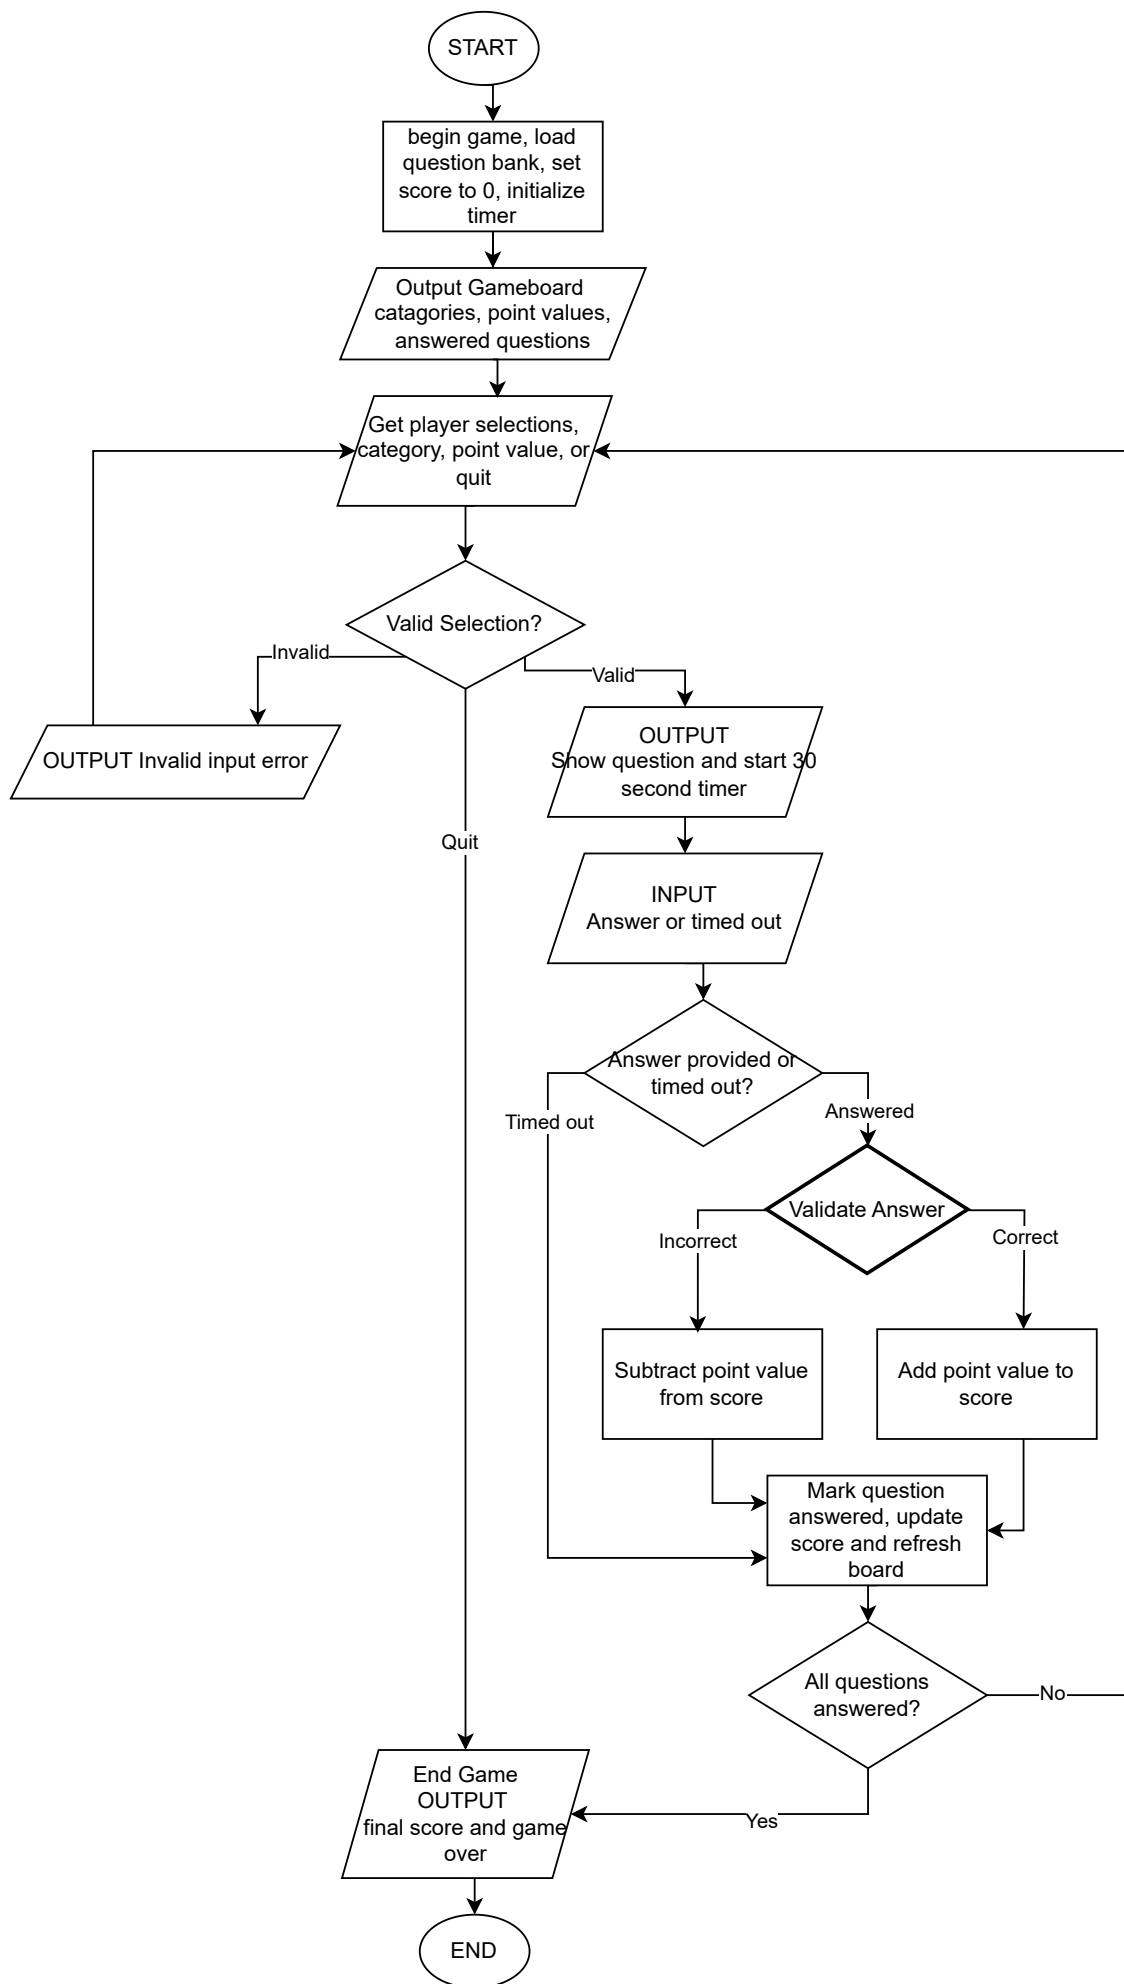 START
begin game, load
question bank, set
score to 0, initialize
timer
Output Gameboard
catagories, point values,
answered questions
Get player selections,
category, point value, or
quit
Valid Selection?
Invalid
Valid
OUTPUT Invalid input error
OUTPUT
Show question and start 30
second timer
Quit
INPUT
Answer or timed out
Answer provided or
timed out?
Timed out
Answered
Validate Answer
Incorrect
Correct
Subtract point value
from score
Add point value to
score
Mark question
answered, update
score and refresh
board
All questions
answered?
No
End Game
OUTPUT
final score and game
over
Yes
END